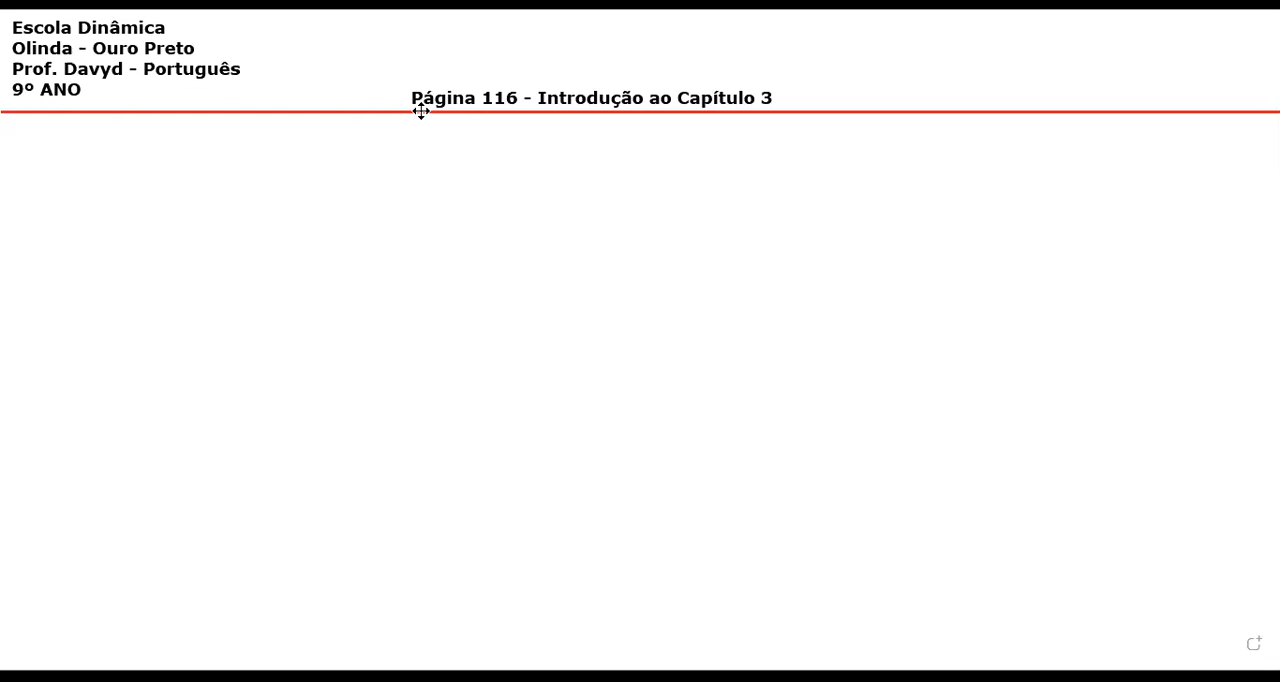 Escola Dinâmica
Olinda - Ouro Preto
Prof. Davyd - Português
9º ANO
Página 116 - Introdução ao Capítulo 3